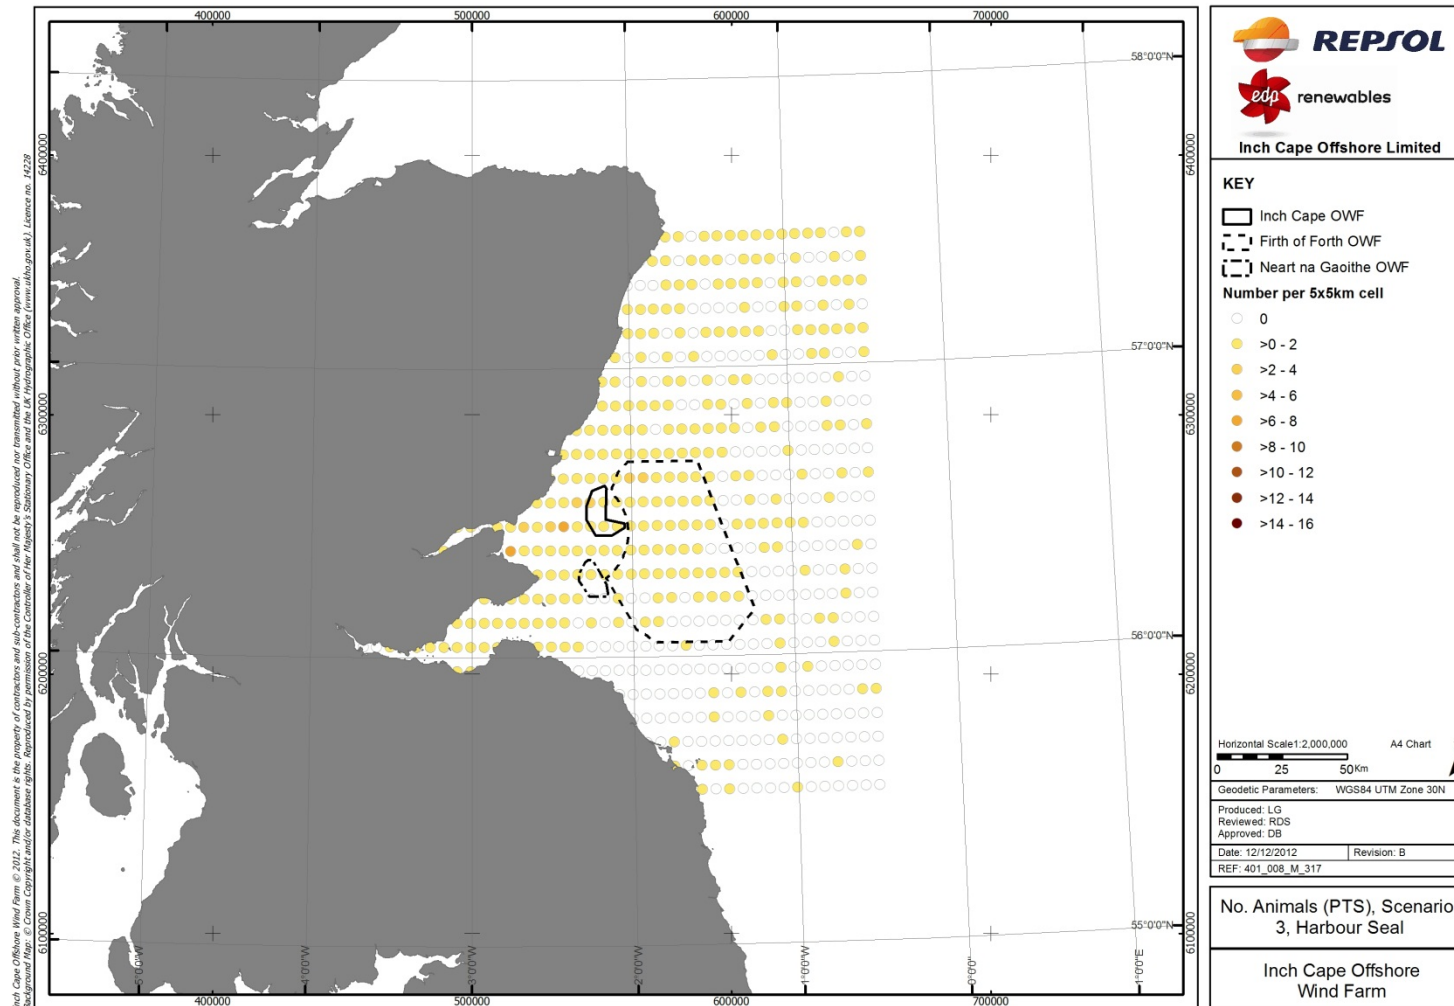 400000
500000
600000
700000
58°0'0"N
6400000
6400000
57°0'0"N
6300000
6300000
56°0'0"N
6200000
6200000
55°0'0"N
6100000
6100000
5°0'0"W
4°0'0"W
3°0'0"W
2°0'0"W
1°0'0"W
0°0'0"
1°0'0"E
400000
500000
600000
700000
Inch Cape Offshore Wind Farm © 2012. This document is the property of contractors and sub-contractors and shall not be reproduced nor transmitted without prior written approval.
Background Map: © Crown Copyright and/or database rights. Reproduced by permission of the Controller of Her Majesty's Stationary Office and the UK Hydrographic Office (www.ukho.gov.uk). Licence no. 14228
REPSOL
edp renewables
Inch Cape Offshore Limited
KEY
Inch Cape OWF
Firth of Forth OWF
Neart na Gaoithe OWF
Number per 5x5km cell
0
>0 - 2
>2 - 4
>4 - 6
>6 - 8
>8 - 10
>10 - 12
>12 - 14
>14 - 16
Horizontal Scale1:2,000,000 A4 Chart
0 25 50Km
Geodetic Parameters: WGS84 UTM Zone 30N
Produced: LG
Reviewed: RDS
Approved: DB
Date: 12/12/2012 Revision: B
REF: 401_008_M_317
No. Animals (PTS), Scenario
3, Harbour Seal
Inch Cape Offshore
Wind Farm